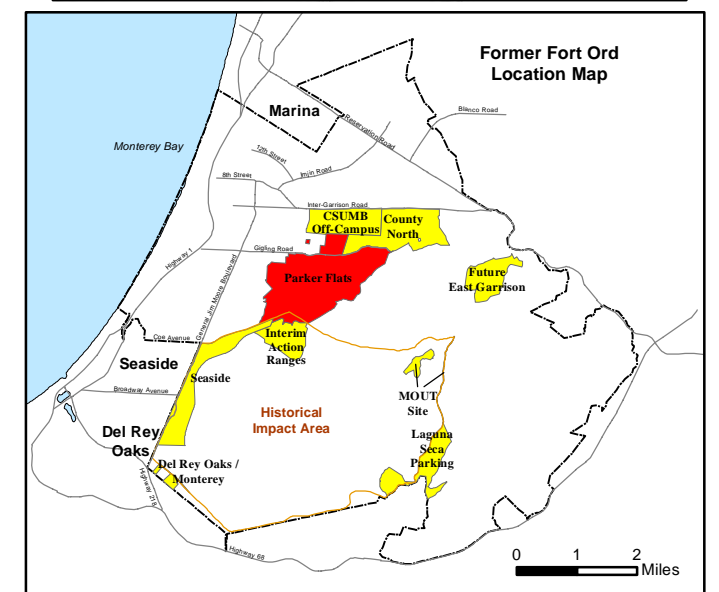 Former Fort Ord
Location Map
Marina
Blanco Road
Reservation Road
Monterey Bay
12th Street
Imjin Road
8th Street
Inter-Garrison Road
CSUMB
Off-Campus
County
North
Gigling Road
Highway 1
General Jim Moore Boulevard
Parker Flats
Future
East Garrison
Coe Avenue
Interim
Action
Ranges
Seaside
Seaside
Broadway Avenue
MOUT
Site
Historical
Impact Area
Del Rey
Oaks
Laguna
Seca
Parking
Del Rey Oaks /
Monterey
Highway 218
Highway 68
0 1 2
Miles